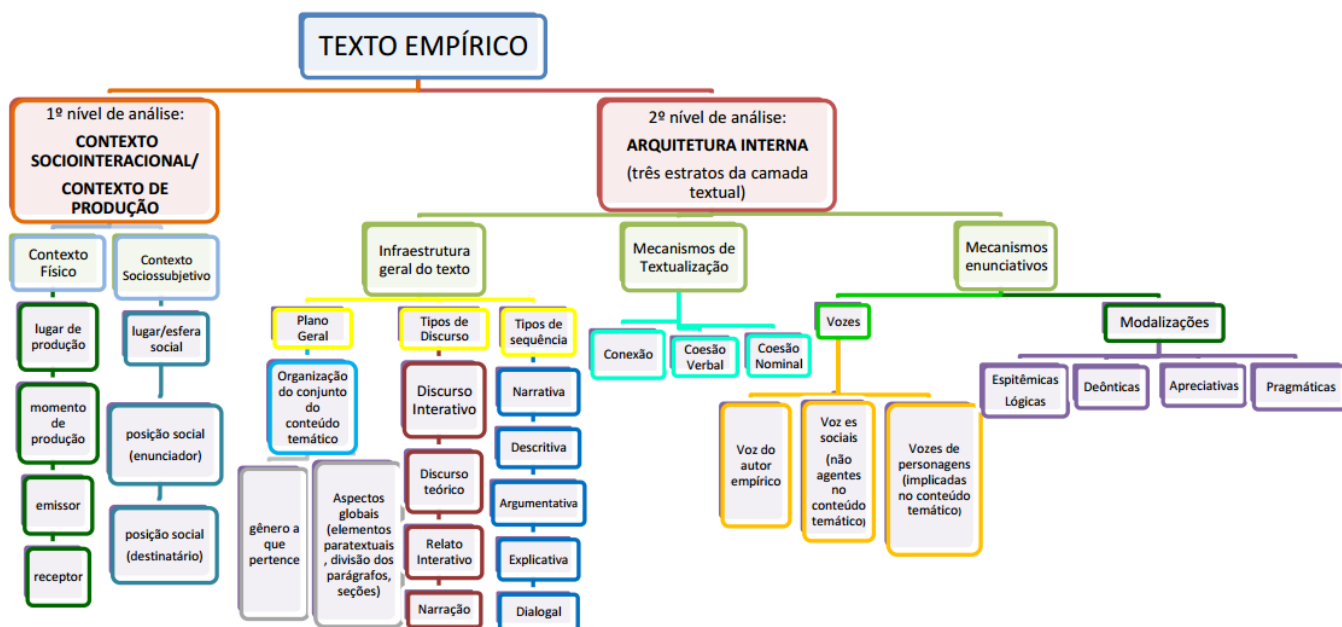 TEXTO EMPÍRICO
1º nível de análise:
CONTEXTO
SOCIOINTERACIONAL/
CONTEXTO DE
PRODUÇÃO
2º nível de análise:
ARQUITETURA INTERNA
(três estratos da camada
textual)
Contexto
Físico
Contexto
Sociossubjetivo
Infraestrutura
geral do texto
Mecanismos de
Textualização
Mecanismos
enunciativos
lugar de
produção
momento
de
produção
emissor
receptor
lugar/esfera
social
posição social
(enunciador)
posição social
(destinatário)
Plano
Geral
Organização
do conjunto
do
conteúdo
temático
gênero a
que
pertence
Aspectos
globais
(elementos
paratextuais
, divisão dos
parágrafos,
seções)
Tipos de
Discurso
Discurso
Interativo
Discurso
teórico
Relato
Interativo
Narração
Tipos de
sequência
Narrativa
Descritiva
Argumentativa
Explicativa
Dialogal
Conexão
Coesão
Verbal
Coesão
Nominal
Vozes
Voz do
autor
empírico
Voz es
sociais
(não
agentes
no
conteúdo
temático)
Vozes de
personagens
(implicadas
no conteúdo
temático)
Modalizações
Espitêmicas
Lógicas
Deônticas
Apreciativas
Pragmáticas